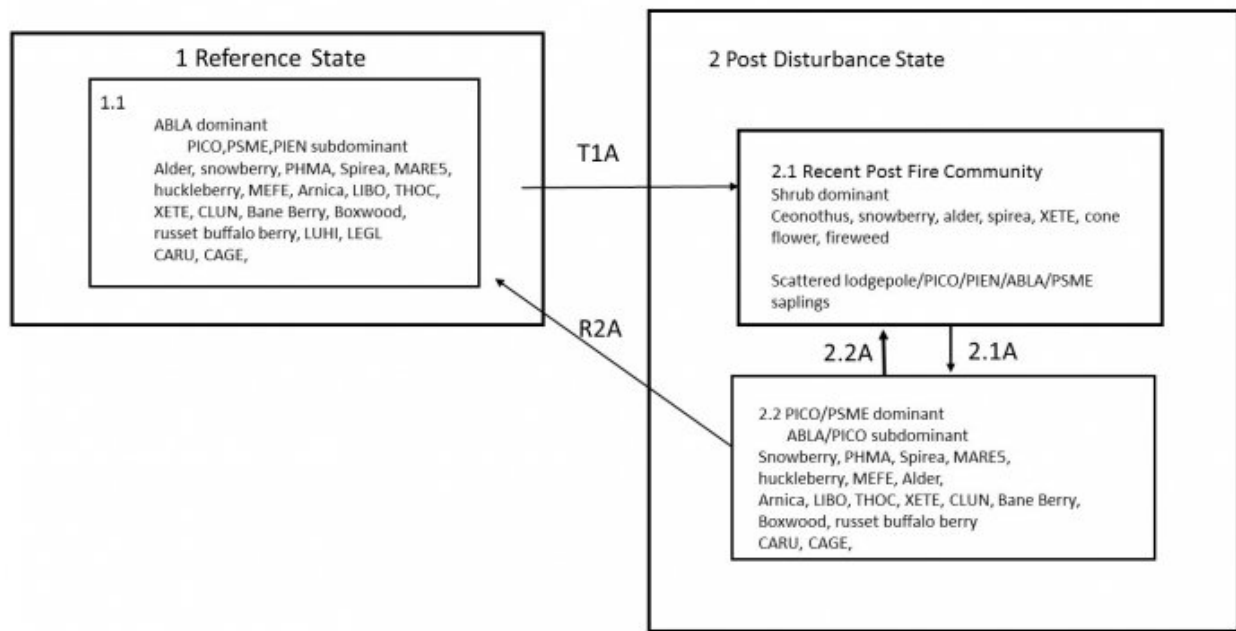 1 Reference State
1.1
ABLA dominant
PICO,PSME,PIEN subdominant
Alder, snowberry, PHMA, Spirea, MARE5,
huckleberry, MEFE, Arnica, LIBO, THOC,
XETE, CLUN, Bane Berry, Boxwood,
russet buffalo berry, LUHI, LEGL
CARU, CAGE,
T1A
R2A
2 Post Disturbance State
2.1 Recent Post Fire Community
Shrub dominant
Ceonothus, snowberry, alder, spirea, XETE, cone
flower, fireweed
Scattered lodgepole/PICO/PIEN/ABLA/PSME
saplings
2.2A
2.1A
2.2 PICO/PSME dominant
ABLA/PICO subdominant
Snowberry, PHMA, Spirea, MARE5,
huckleberry, MEFE, Alder,
Arnica, LIBO, THOC, XETE, CLUN, Bane Berry,
Boxwood, russet buffalo berry
CARU, CAGE,